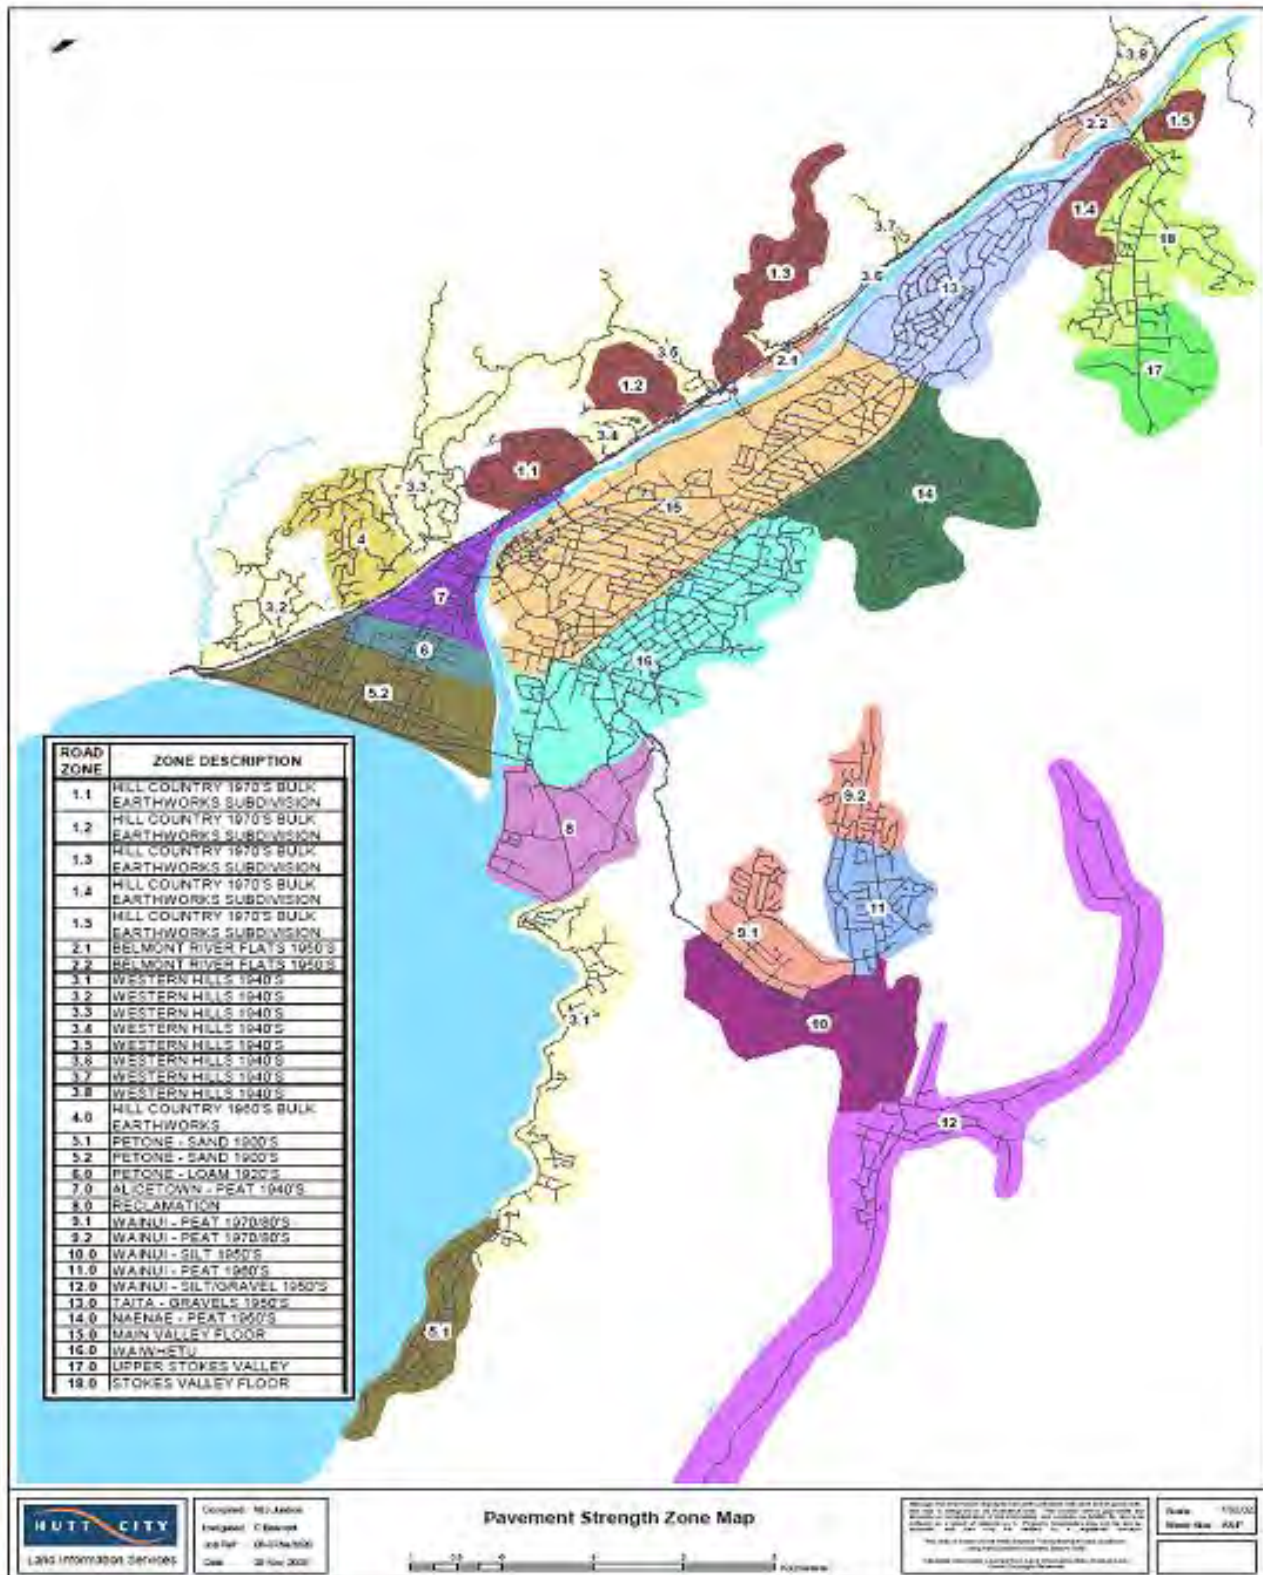 3.8
2.2
1.5
1.4
18
3.7
1.3
3.6
13
17
2.1
3.5
1.2
3.4
1.1
3.3
14
15
4
7
3.2
6
16
5.2
ROAD ZONE
ZONE DESCRIPTION
1.1 HILL COUNTRY 1970'S BULK
EARTHWORKS SUBDIVISION
1.2 HILL COUNTRY 1970'S BULK
EARTHWORKS SUBDIVISION
1.3 HILL COUNTRY 1970'S BULK
EARTHWORKS SUBDIVISION
1.4 HILL COUNTRY 1970'S BULK
EARTHWORKS SUBDIVISION
1.3 HILL COUNTRY 1970'S BULK
EARTHWORKS SUBDIVISION
2.1 BELMONT RIVER FLATS 1950'S
2.2 BELMONT RIVER FLATS 1950'S
3.1 WESTERN HILLS 1940'S
3.2 WESTERN HILLS 1940'S
3.3 WESTERN HILLS 1940'S
3.4 WESTERN HILLS 1940'S
3.5 WESTERN HILLS 1940'S
3.6 WESTERN HILLS 1940'S
3.7 WESTERN HILLS 1940'S
3.8 WESTERN HILLS 1940'S
4.0 HILL COUNTRY 1960'S BULK
EARTHWORKS
5.1 PETONE - SAND 1900'S
5.2 PETONE - SAND 1900'S
6.0 PETONE - LOAM 1920'S
7.0 ALICETOWN - PEAT 1940'S
8.0 RECLAMATION
9.1 WAINUI - PEAT 1970/80'S
9.2 WAINUI - PEAT 1970/80'S
10.0 WAINUI - SILT 1950'S
11.0 WAINUI - PEAT 1960'S
12.0 WAINUI - SILT/GRAVEL 1950'S
13.0 TAITA - GRAVELS 1950'S
14.0 NAENAE - PEAT 1950'S
15.0 MAIN VALLEY FLOOR
16.0 WAIWHETU
17.0 UPPER STOKES VALLEY
18.0 STOKES VALLEY FLOOR
8
9.2
11
9.1
3.1
10
12
5.1
HUTT CITY
Land Information Services
Pavement Strength Zone Map